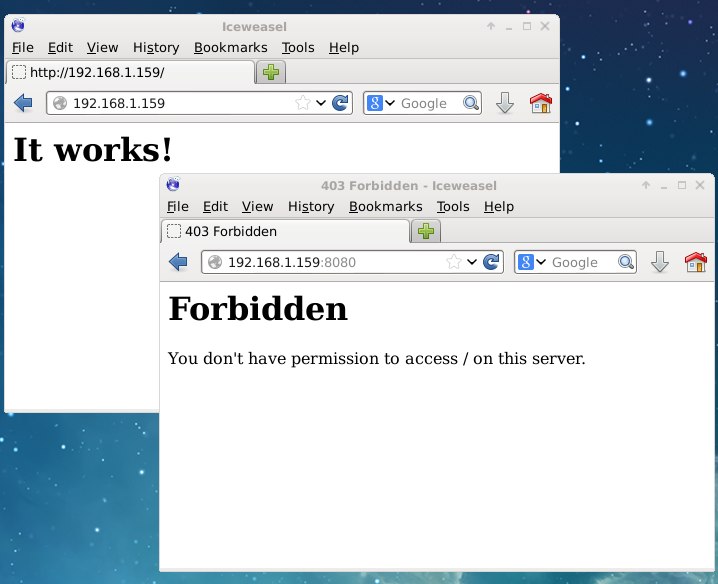 Iceweasel
File Edit View History Bookmarks Tools Help
http://192.168.1.159/
192.168.1.159 8 Google
It works!
403 Forbidden - Iceweasel
File Edit View History Bookmarks Tools Help
403 Forbidden
192.168.1.159:8080 8 Google
Forbidden
You don't have permission to access / on this server.